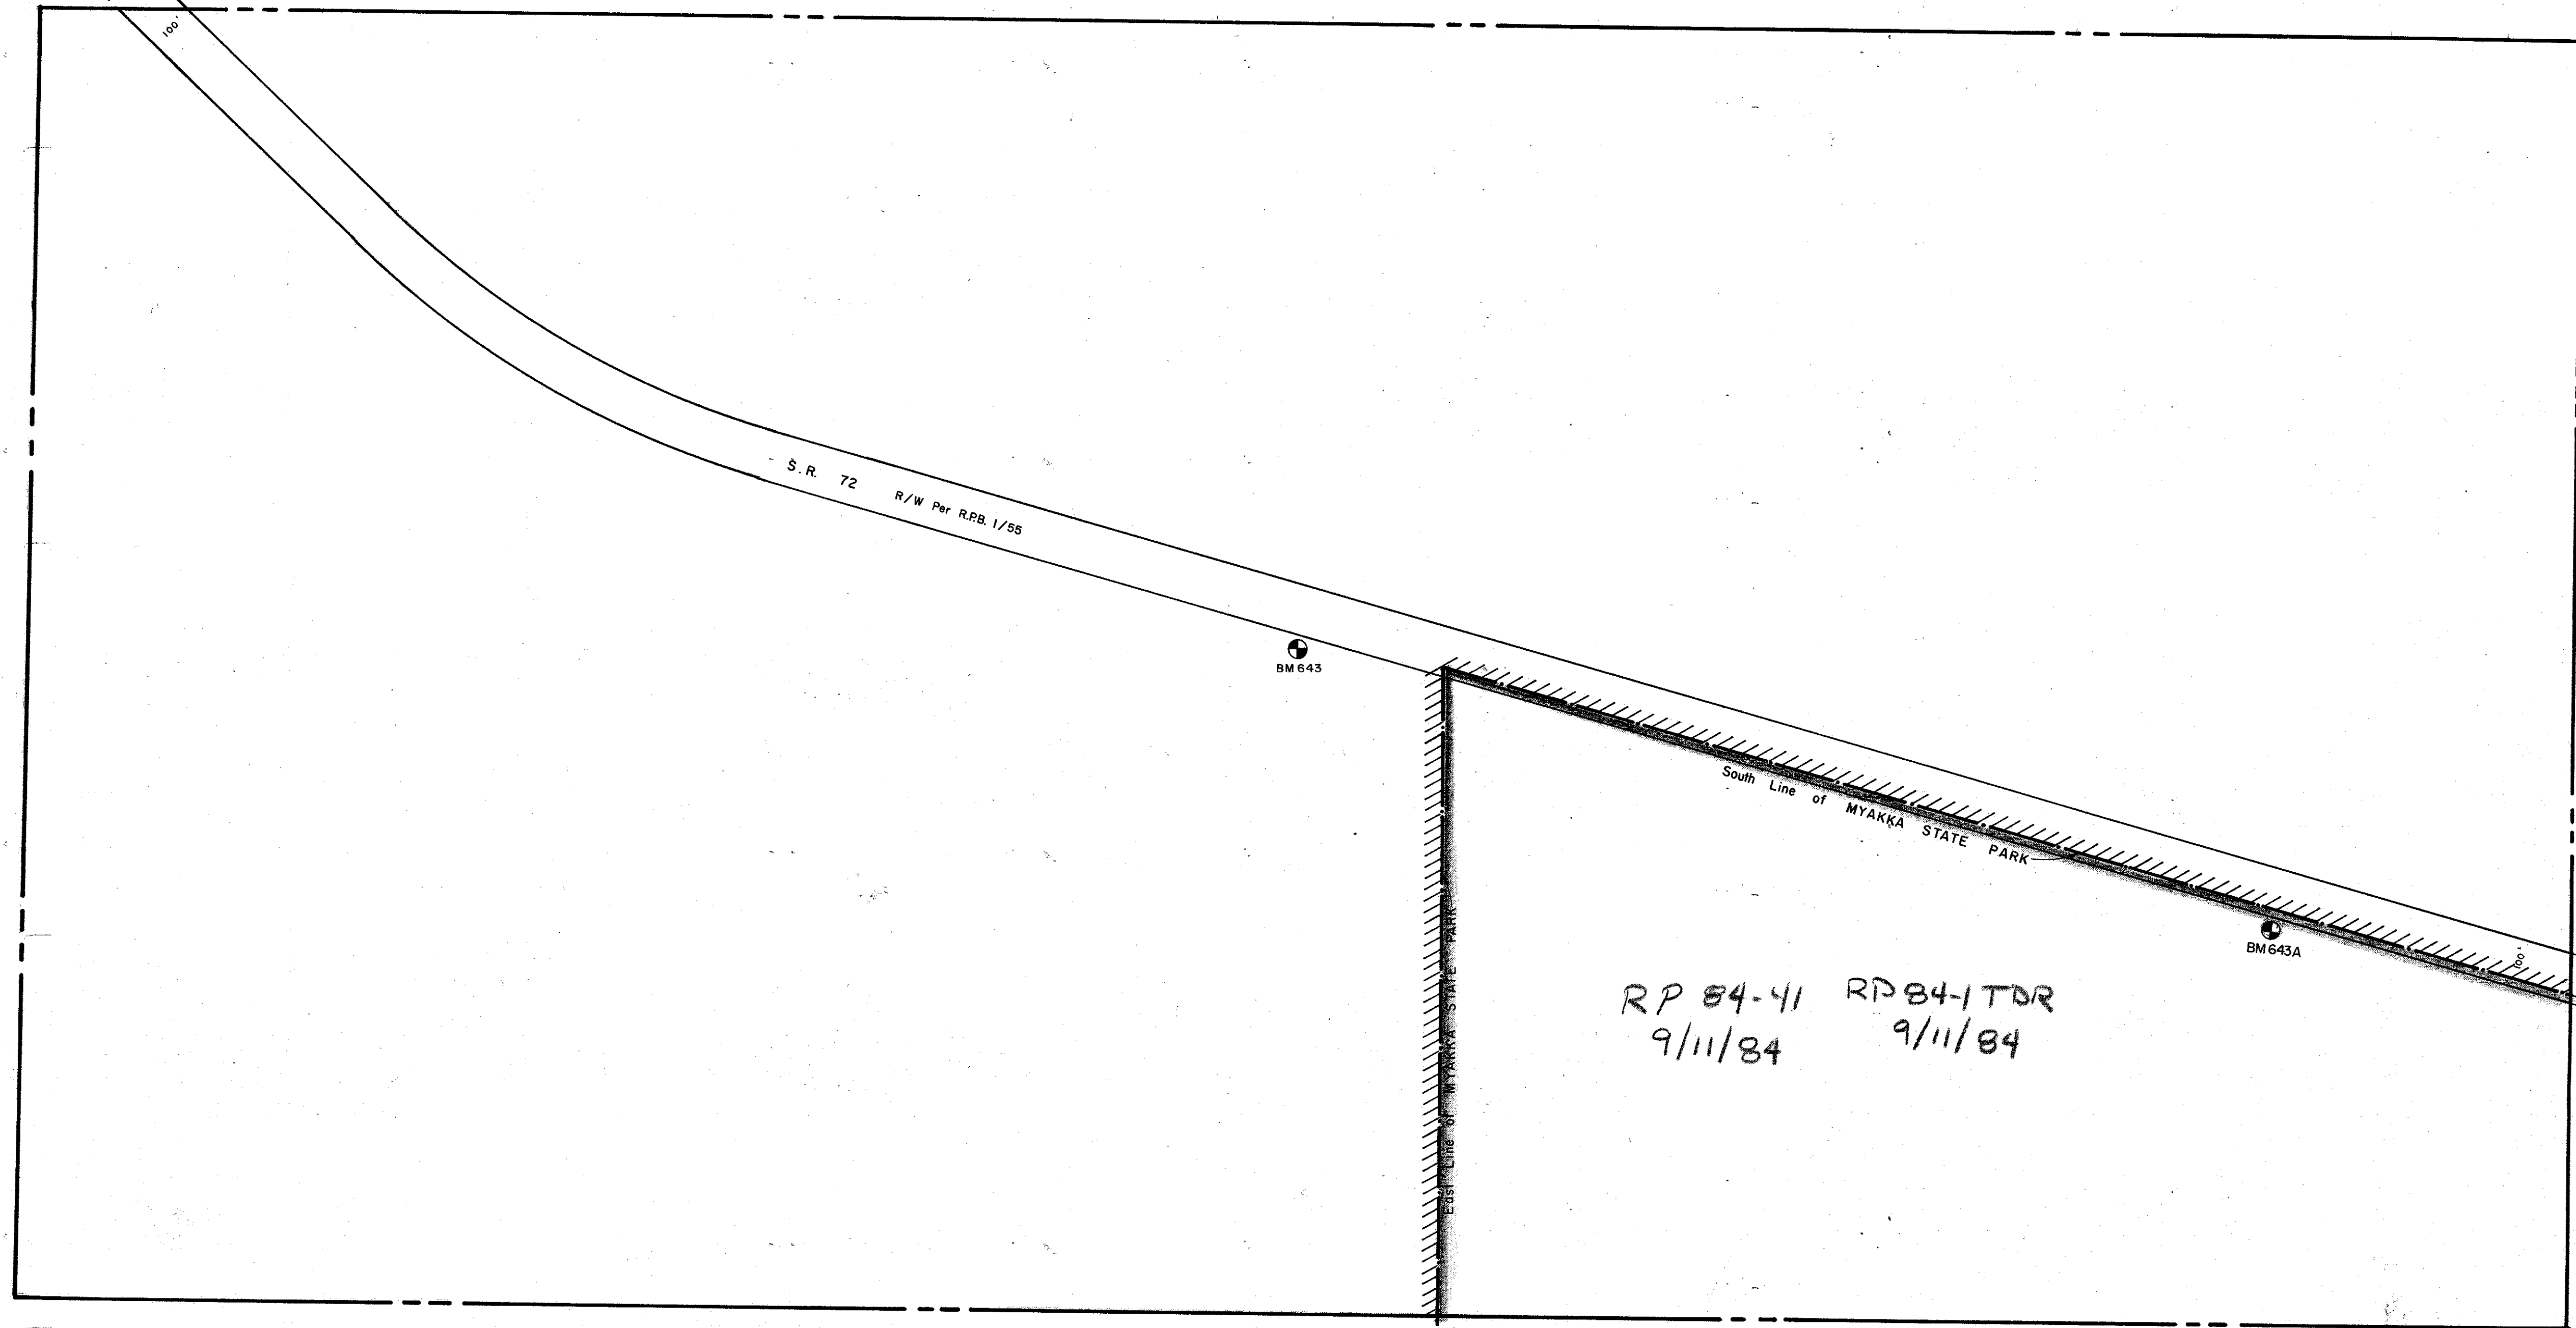 100'
S.R. 72 R/W Per R.P.B. 1/55
BM 643
South Line of MYAKKA STATE PARK
East Line of MYAKKA STATE PARK
BM 643A
100'
RP 84-41 RP 84-1 TDR
9/11/84 9/11/84